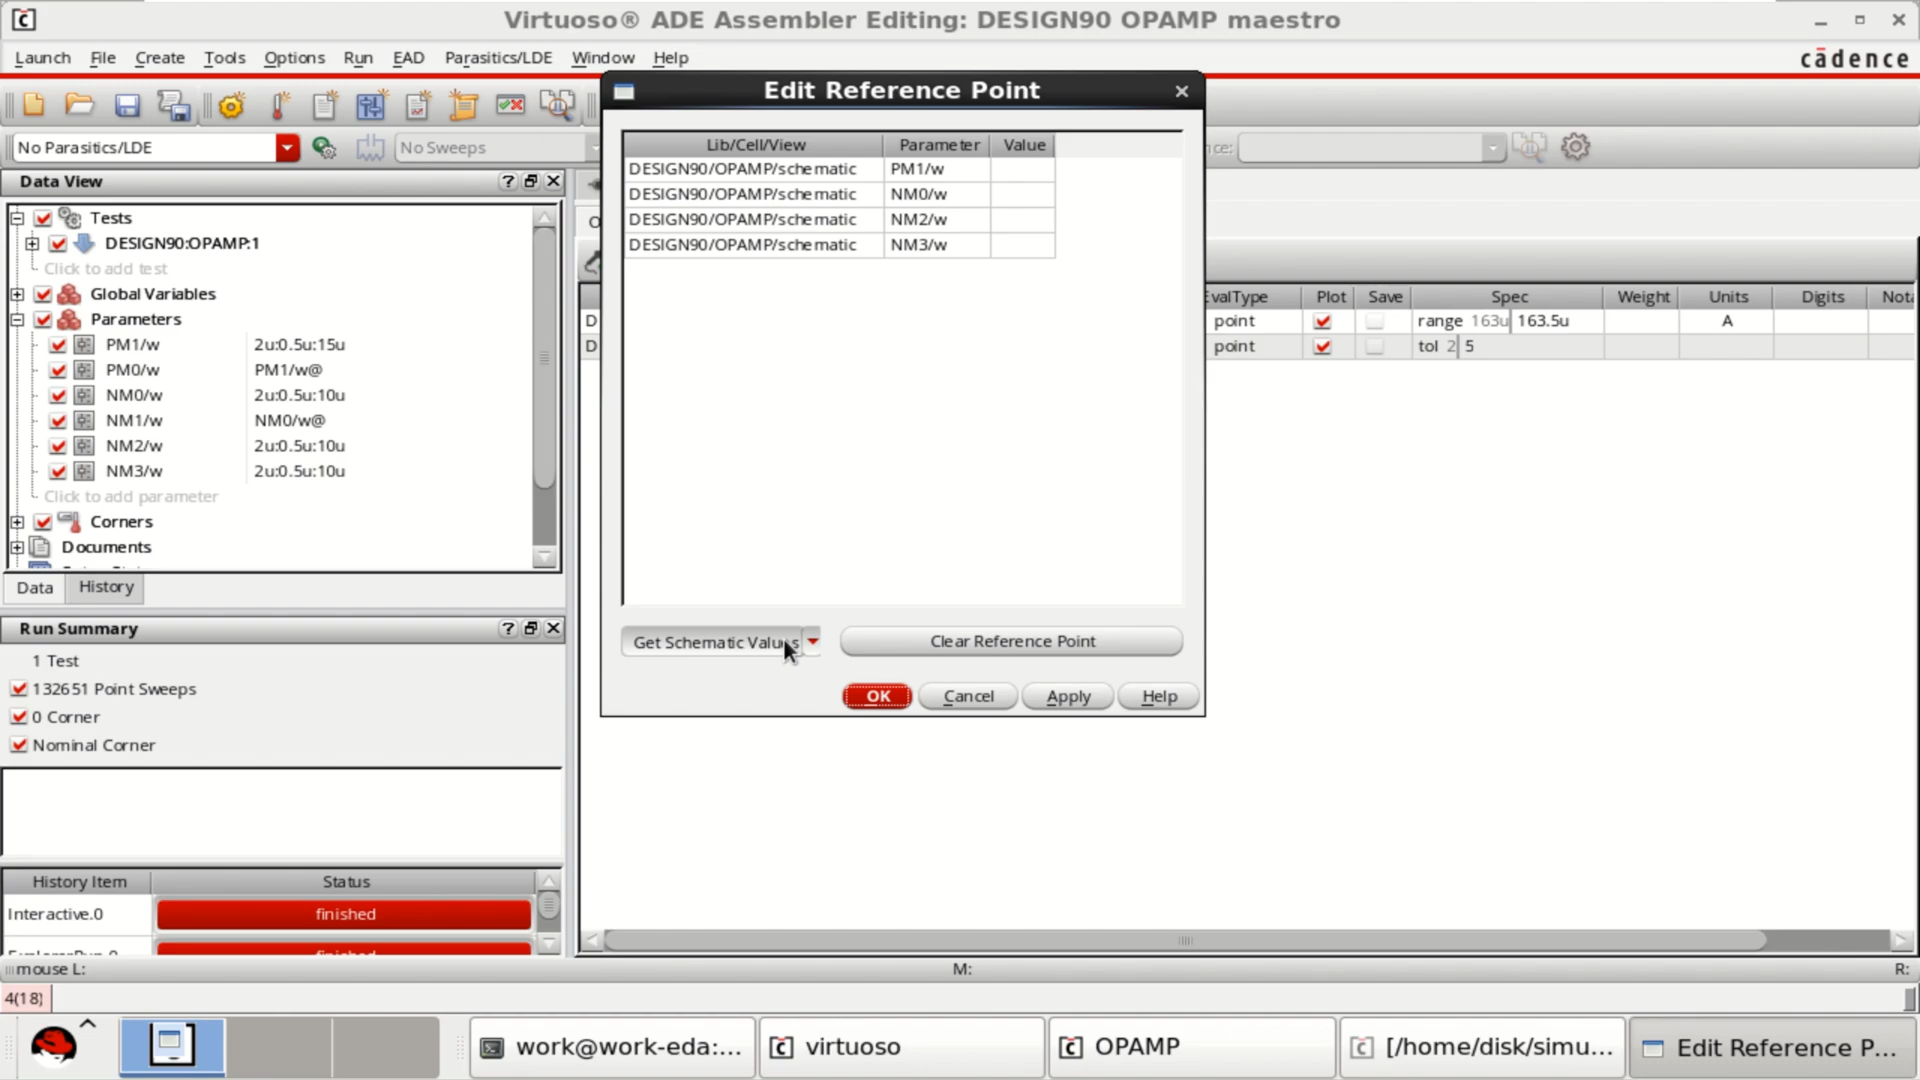 Virtuoso® ADE Assembler Editing: DESIGN90 OPAMP maestro
Launch File Create Tools Options Run EAD Parasitics/LDE Window Help
cādence
No Parasitics/LDE
No Sweeps
Data View
Tests
DESIGN90:OPAMP:1
Click to add test
Global Variables
Parameters
PM1/w 2u:0.5u:15u
PM0/w PM1/w@
NM0/w 2u:0.5u:10u
NM1/w NM0/w@
NM2/w 2u:0.5u:10u
NM3/w 2u:0.5u:10u
Click to add parameter
Corners
Documents
Data History
Run Summary
1 Test
132651 Point Sweeps
0 Corner
Nominal Corner
History Item Status
Interactive.0 finished
finished
Edit Reference Point
Lib/Cell/View Parameter Value
DESIGN90/OPAMP/schematic PM1/w
DESIGN90/OPAMP/schematic NM0/w
DESIGN90/OPAMP/schematic NM2/w
DESIGN90/OPAMP/schematic NM3/w
Get Schematic Values
Clear Reference Point
OK Cancel Apply Help
EvalType Plot Save Spec Weight Units Digits
point range 163u 163.5u A
point tol 2 5
mouse L: M: R:
4(18)
work@work-eda:...
virtuoso
OPAMP
[/home/disk/simu...
Edit Reference P...